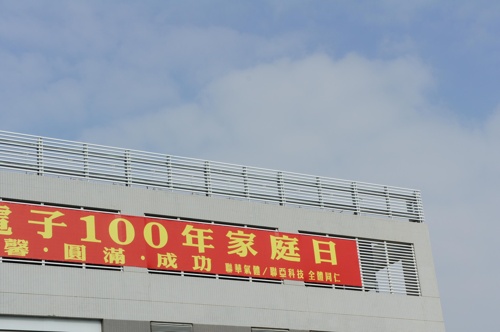 電子100年家庭日
馨·圓滿·成功 聯華氣體/聯亞科技 全體同仁